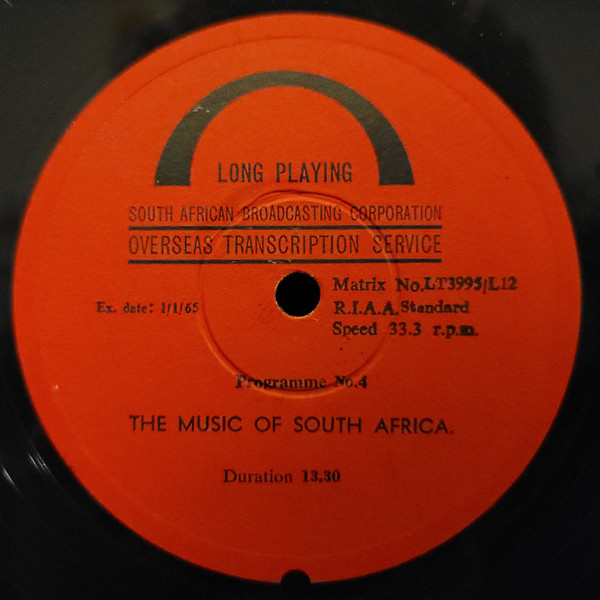 LONG PLAYING
SOUTH AFRICAN BROADCASTING CORPORATION
OVERSEAS TRANSCRIPTION SERVICE
Matrix No.LT3995/L12
Ex. date: 1/1/65
R.I.A.A.Standard
Speed 33.3 r.p.m.
Programme No.4
THE MUSIC OF SOUTH AFRICA.
Duration 13.30